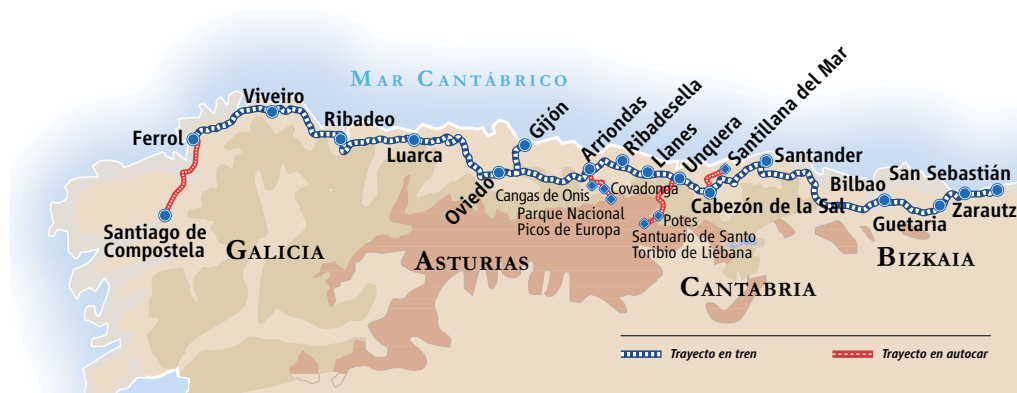 MAR CANTÁBRICO
Viveiro
Ferrol
Ribadeo
Luarca
Oviedo
Gijón
Arriondas
Ribadesella
Llanes
Unquera
Santillana del Mar
Santander
Cabezón de la Sal
Bilbao
San Sebastián
Guetaria
Zarautz
Cangas de Onis
Covadonga
Parque Nacional
Picos de Europa
Potes
Santuario de Santo
Toribio de Liébana
Santiago de
Compostela
GALICIA
ASTURIAS
CANTABRIA
BIZKAIA
Trayecto en tren
Trayecto en autocar